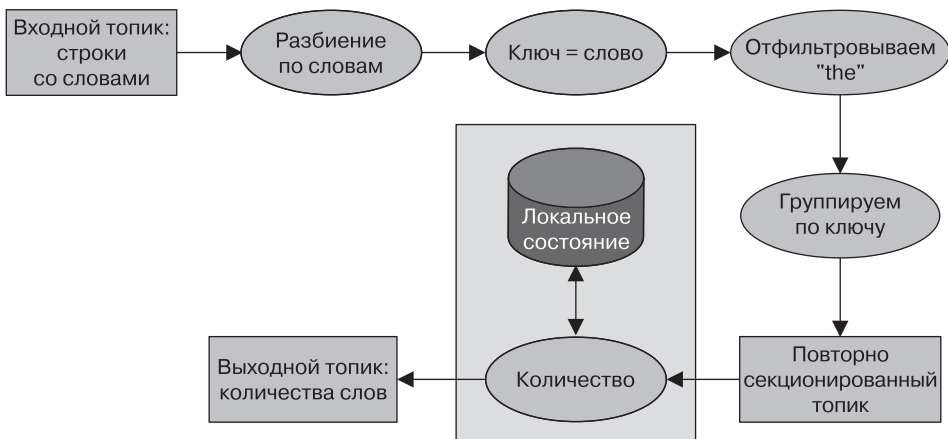 Входной топик:
строки
со словами
Разбиение
по словам
Ключ = слово
Отфильтровываем
"the"
Группируем
по ключу
Локальное
состояние
Выходной топик:
количества слов
Количество
Повторно
секционированный
топик